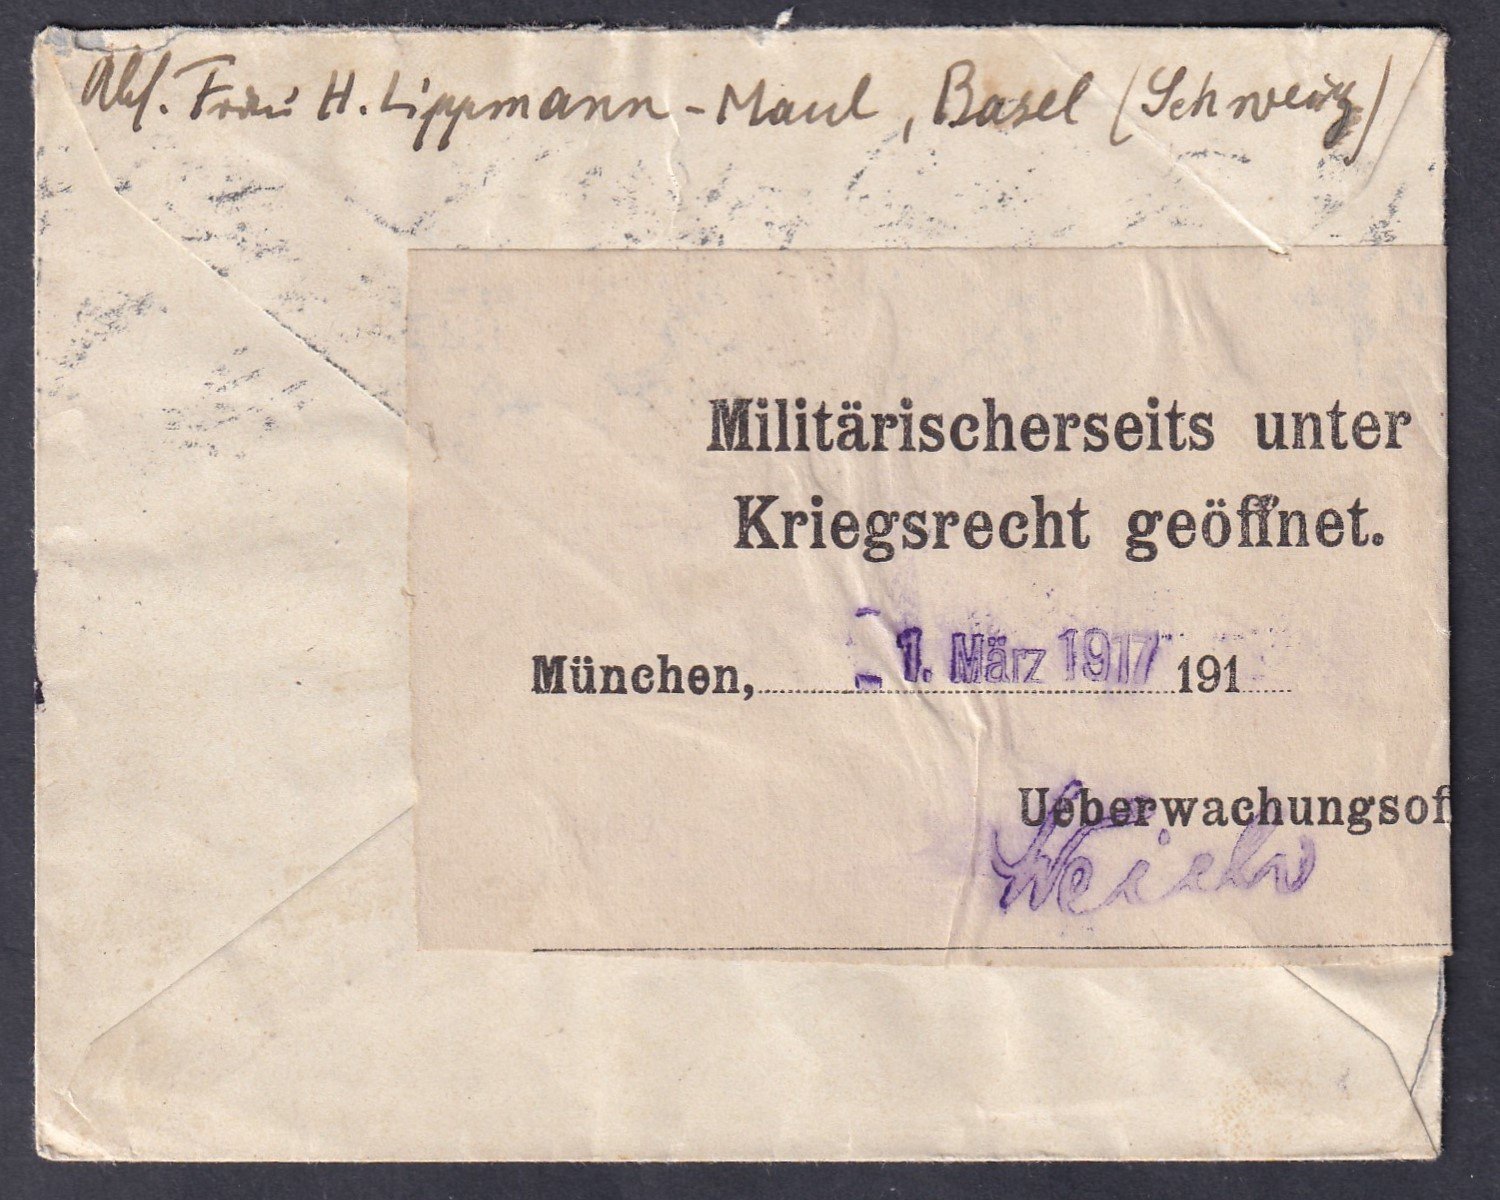 Abs. Frau H. Lippmann-Maul, Basel (Schweiz)
Militärischerseits unter
Kriegsrecht geöffnet.
München, - 1. März 1917 191
Ueberwachungsof